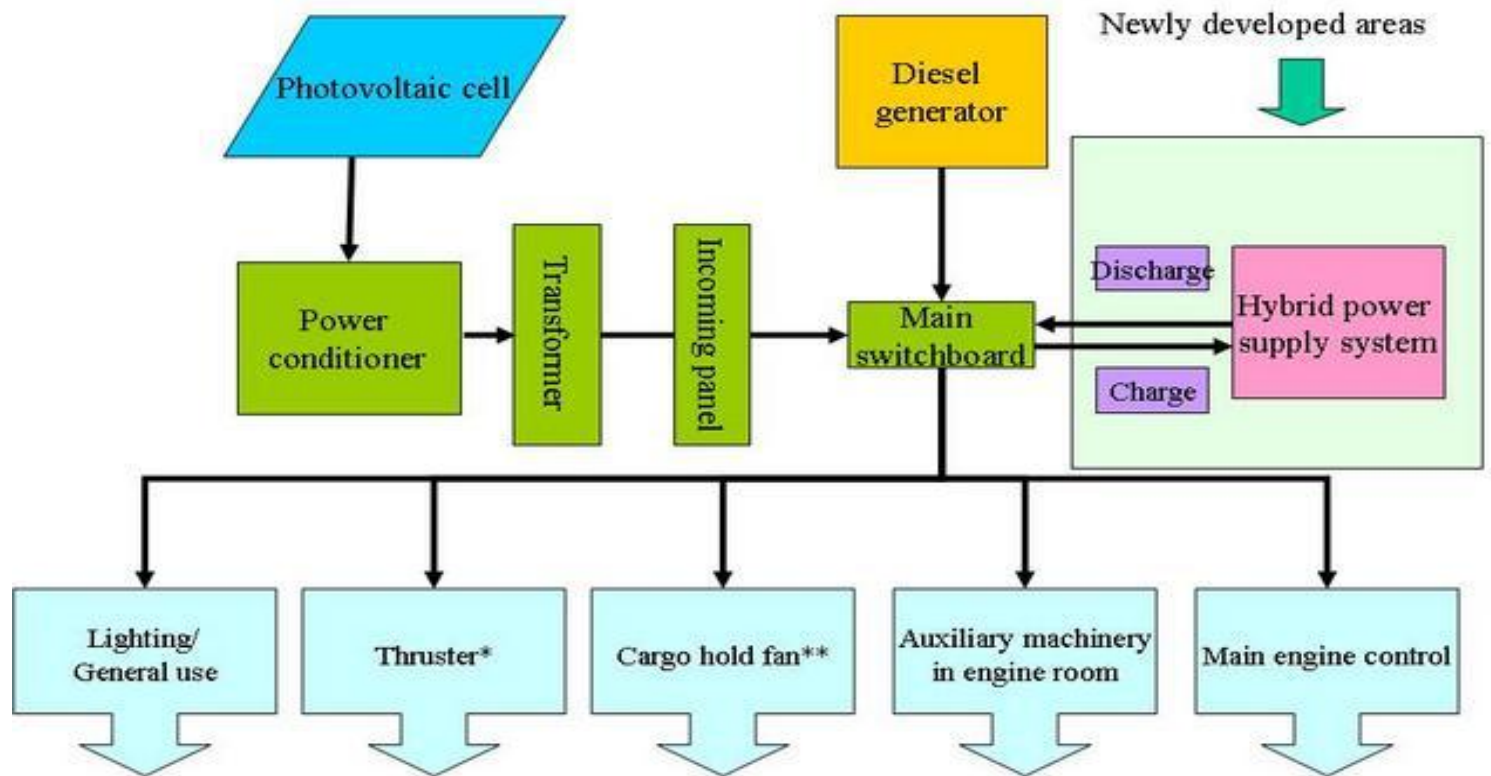 Newly developed areas
Photovoltaic cell
Diesel
generator
Power
conditioner
Transformer
Incoming panel
Main
switchboard
Discharge
Charge
Hybrid power
supply system
Lighting/
General use
Thruster*
Cargo hold fan**
Auxiliary machinery
in engine room
Main engine control